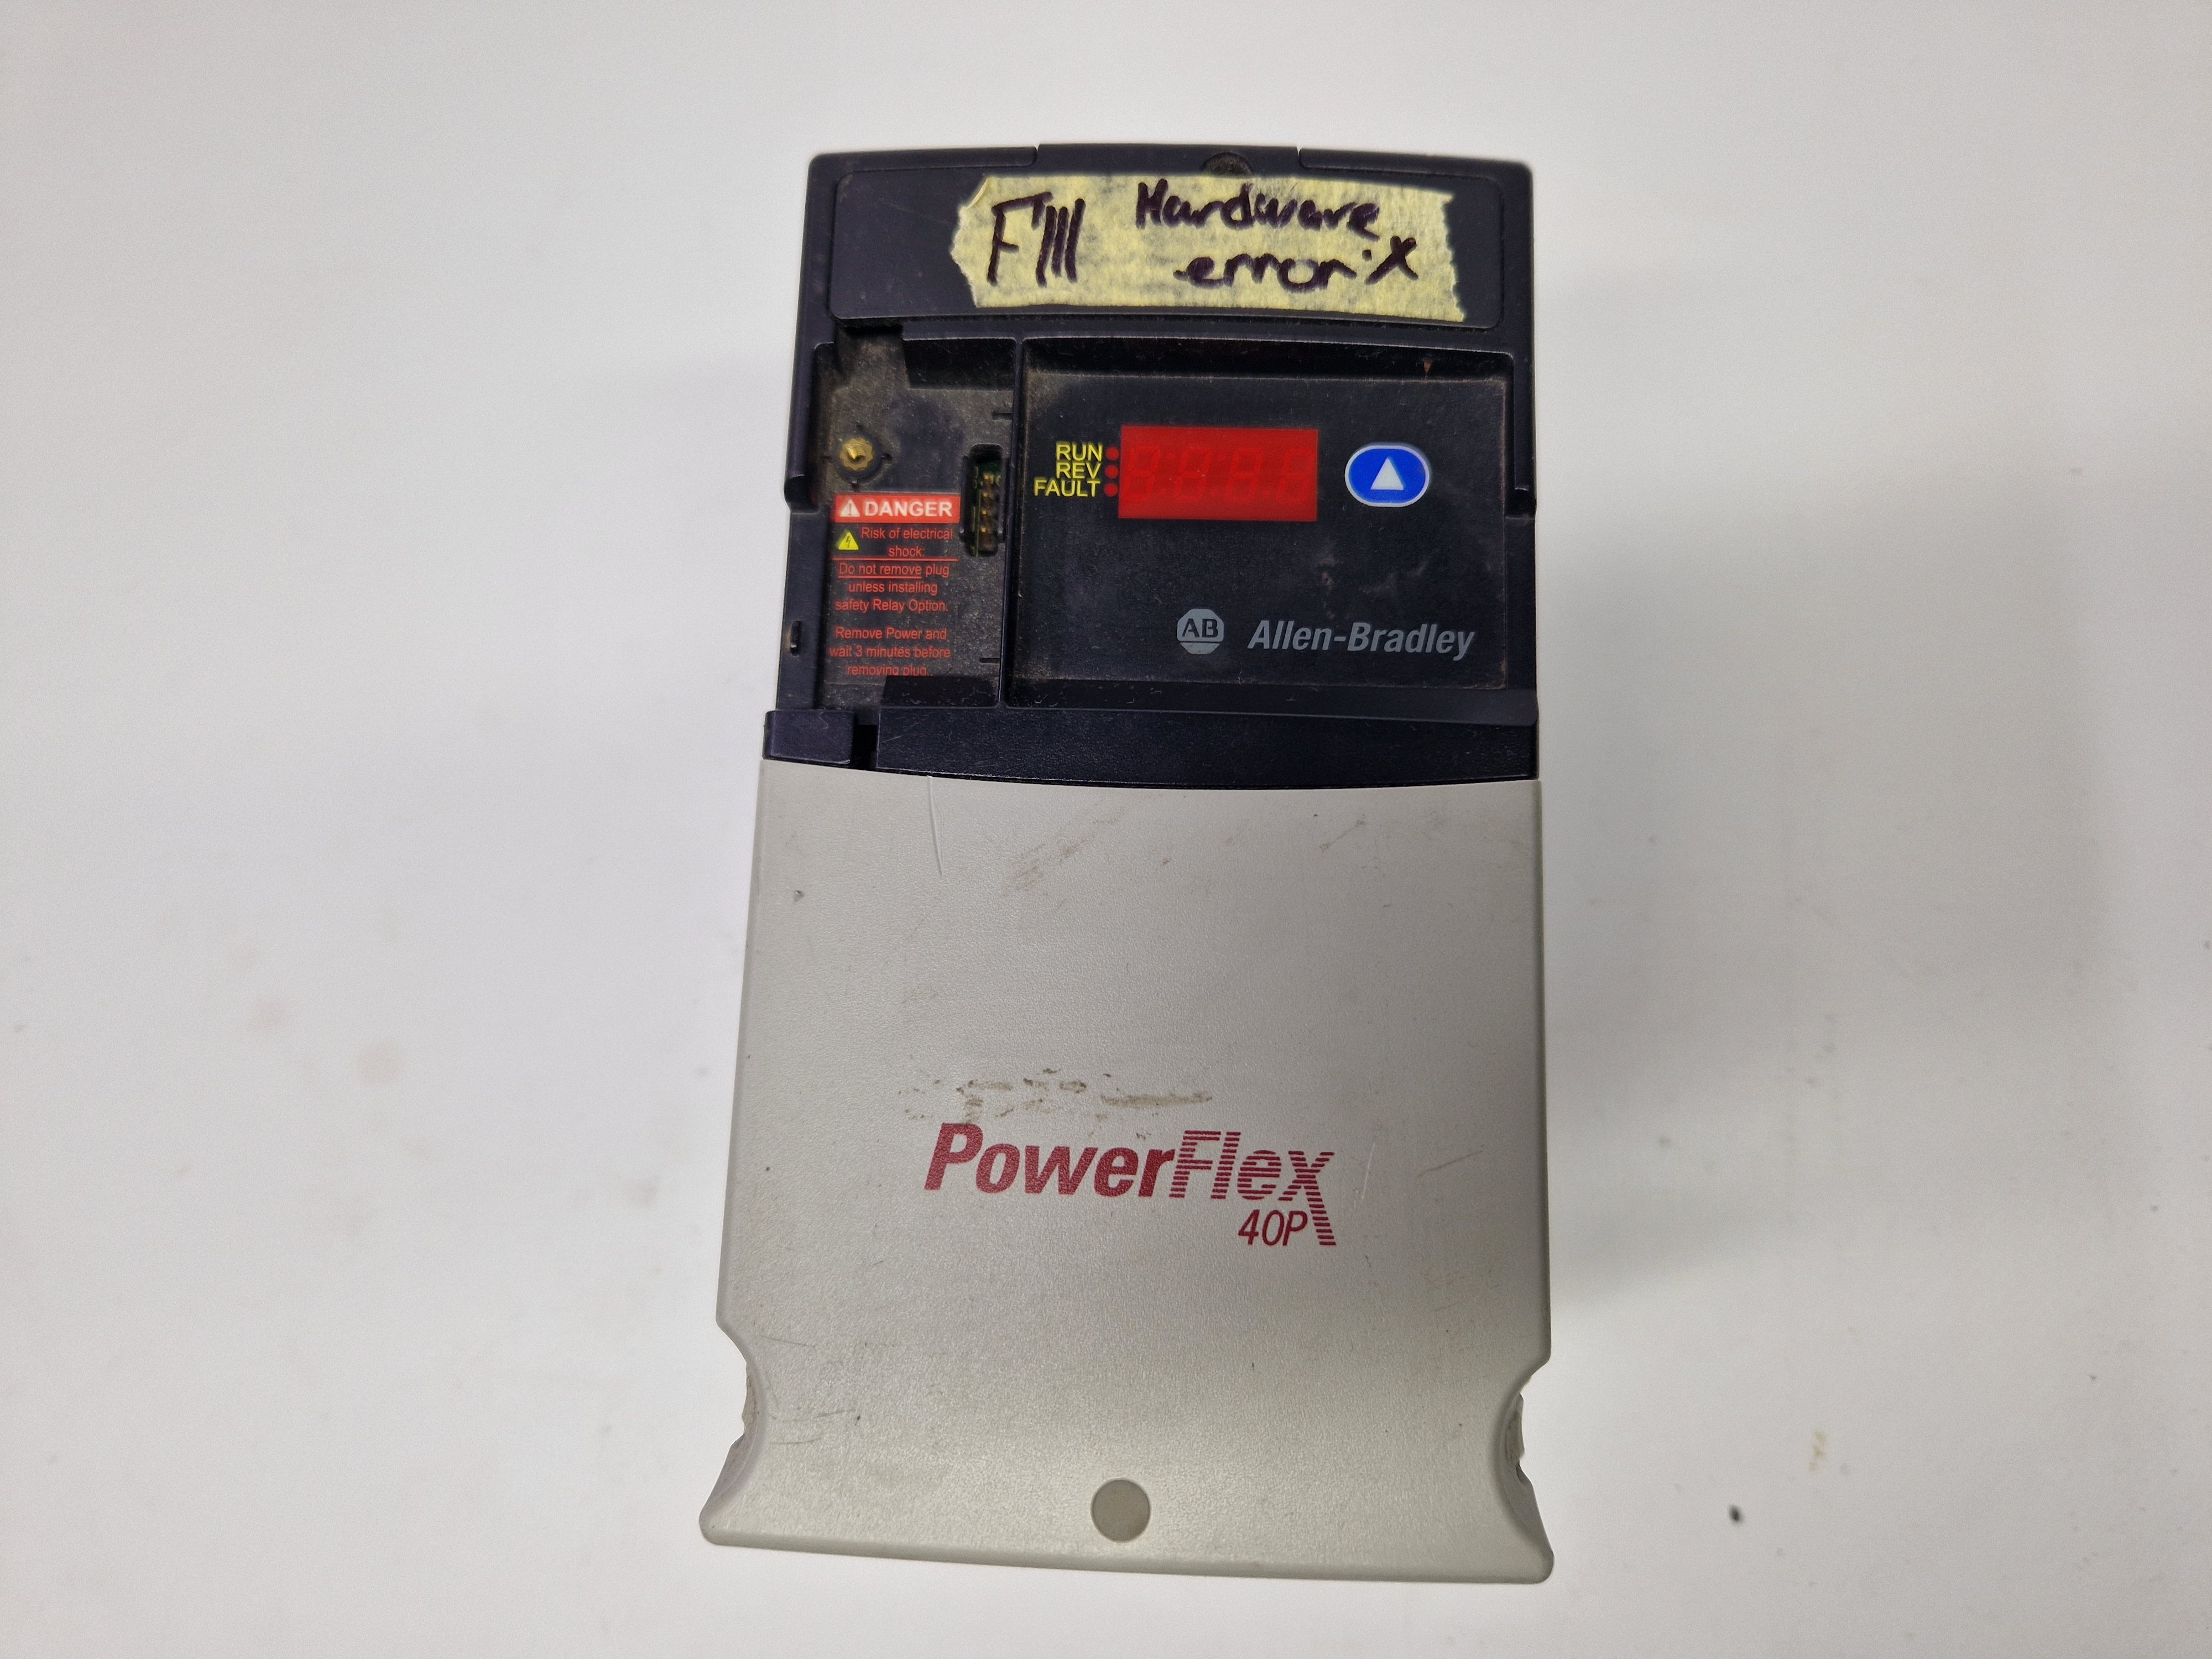 F111 Hardware
error X
RUN
REV
FAULT
DANGER
Risk of electrical
shock.
Do not remove plug
unless installing
safety Relay Option.
Remove Power and
wait 3 minutes before
removing plug.
AB Allen-Bradley
PowerFlex
40P